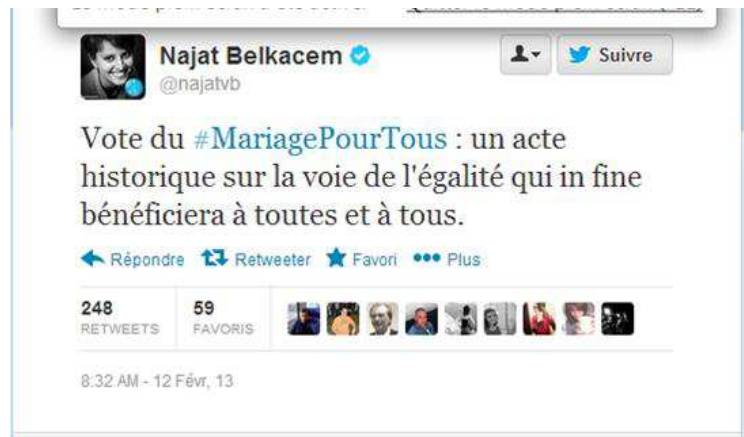 Najat Belkacem
@najatvb
Suivre
Vote du #MariagePourTous : un acte
historique sur la voie de l'égalité qui in fine
bénéficiera à toutes et à tous.
Répondre Retweeter Favori Plus
248 59
RETWEETS FAVORIS
8:32 AM - 12 Févr, 13